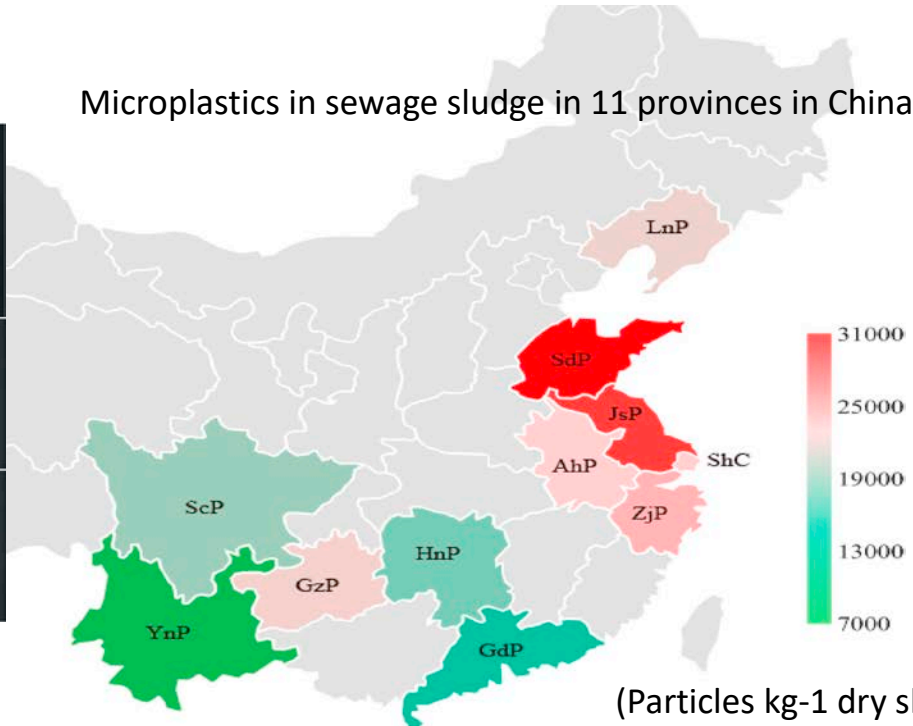 Microplastics in sewage sludge in 11 provinces in China
LnP
SdP
31000
JsP
25000
ShC
AhP
19000
ScP
ZjP
HnP
13000
GzP
7000
YnP
GdP
(Particles kg-1 dry